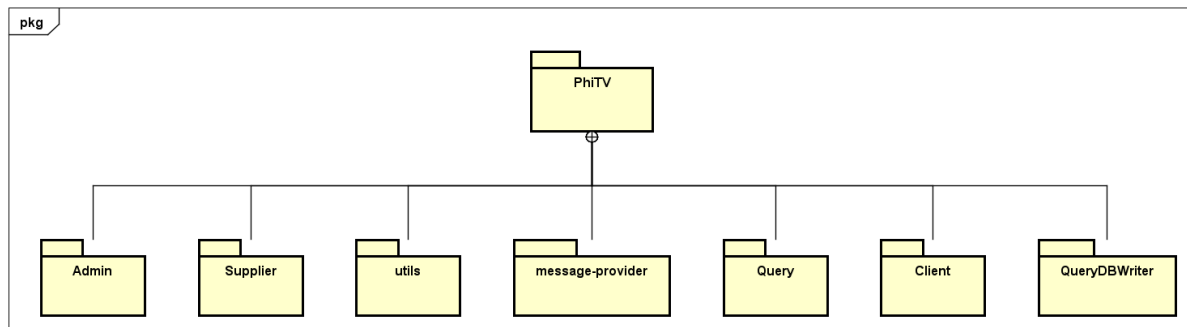 pkg
PhiTV
Admin
Supplier
utils
message-provider
Query
Client
QueryDBWriter